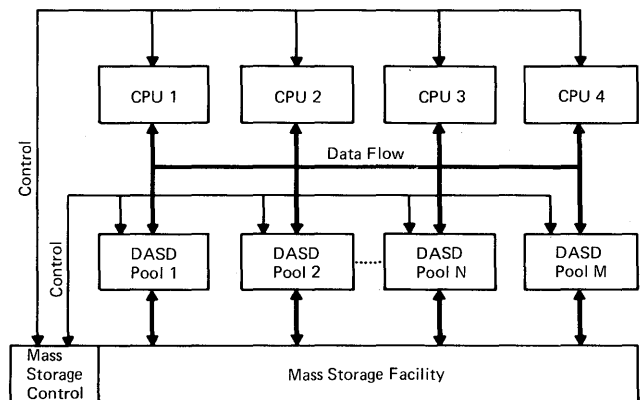 CPU 1
CPU 2
CPU 3
CPU 4
Data Flow
Control
Control
DASD
Pool 1
DASD
Pool 2
DASD
Pool N
DASD
Pool M
Mass
Storage
Control
Mass Storage Facility